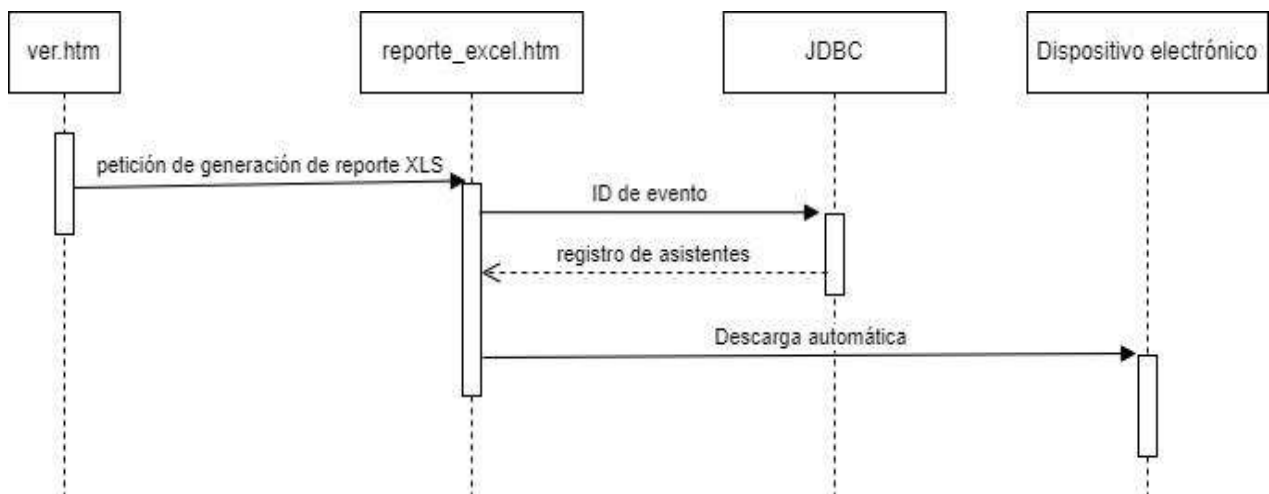 ver.htm
reporte_excel.htm
JDBC
Dispositivo electrónico
petición de generación de reporte XLS
ID de evento
registro de asistentes
Descarga automática